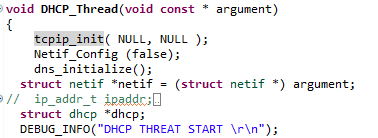 void DHCP_Thread(void const * argument)
{
tcpip_init( NULL, NULL );
Netif_Config (false);
dns_initialize();
struct netif *netif = (struct netif *) argument;
// ip_addr_t ipaddr;
struct dhcp *dhcp;
DEBUG_INFO("DHCP THREAT START \r\n");